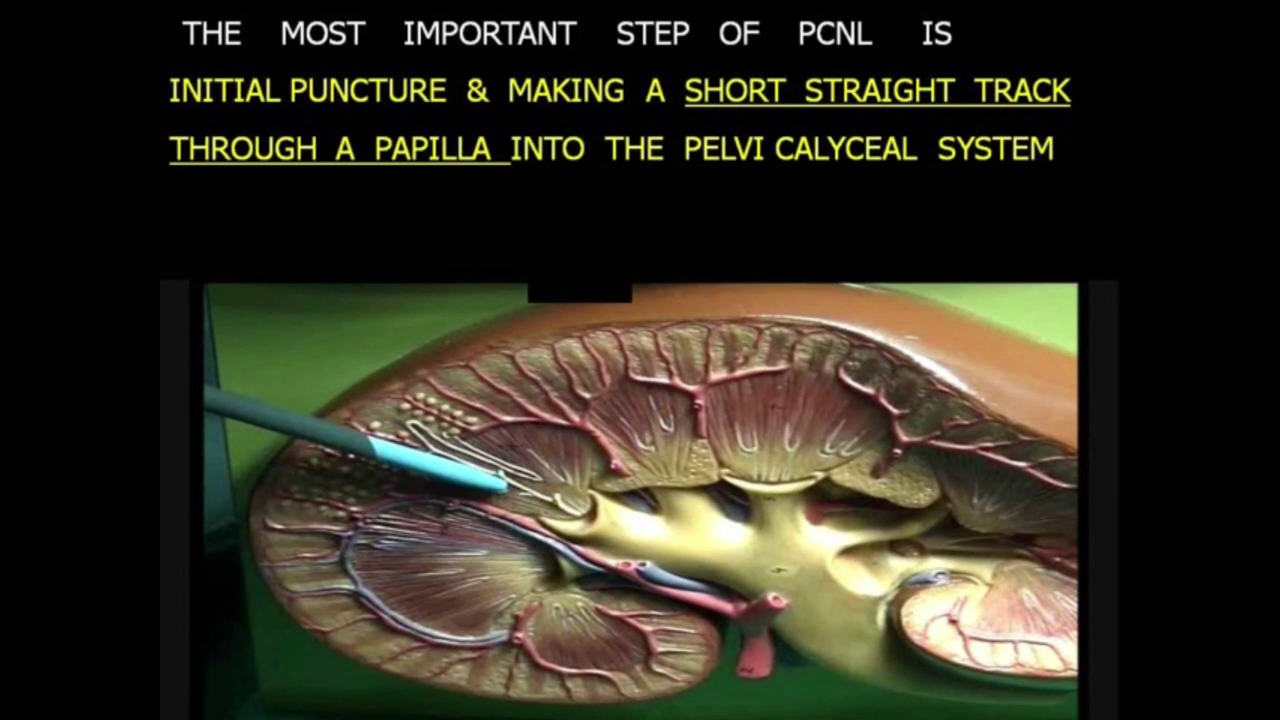 THE MOST IMPORTANT STEP OF PCNL IS
INITIAL PUNCTURE & MAKING A SHORT STRAIGHT TRACK
THROUGH A PAPILLA INTO THE PELVI CALYCEAL SYSTEM